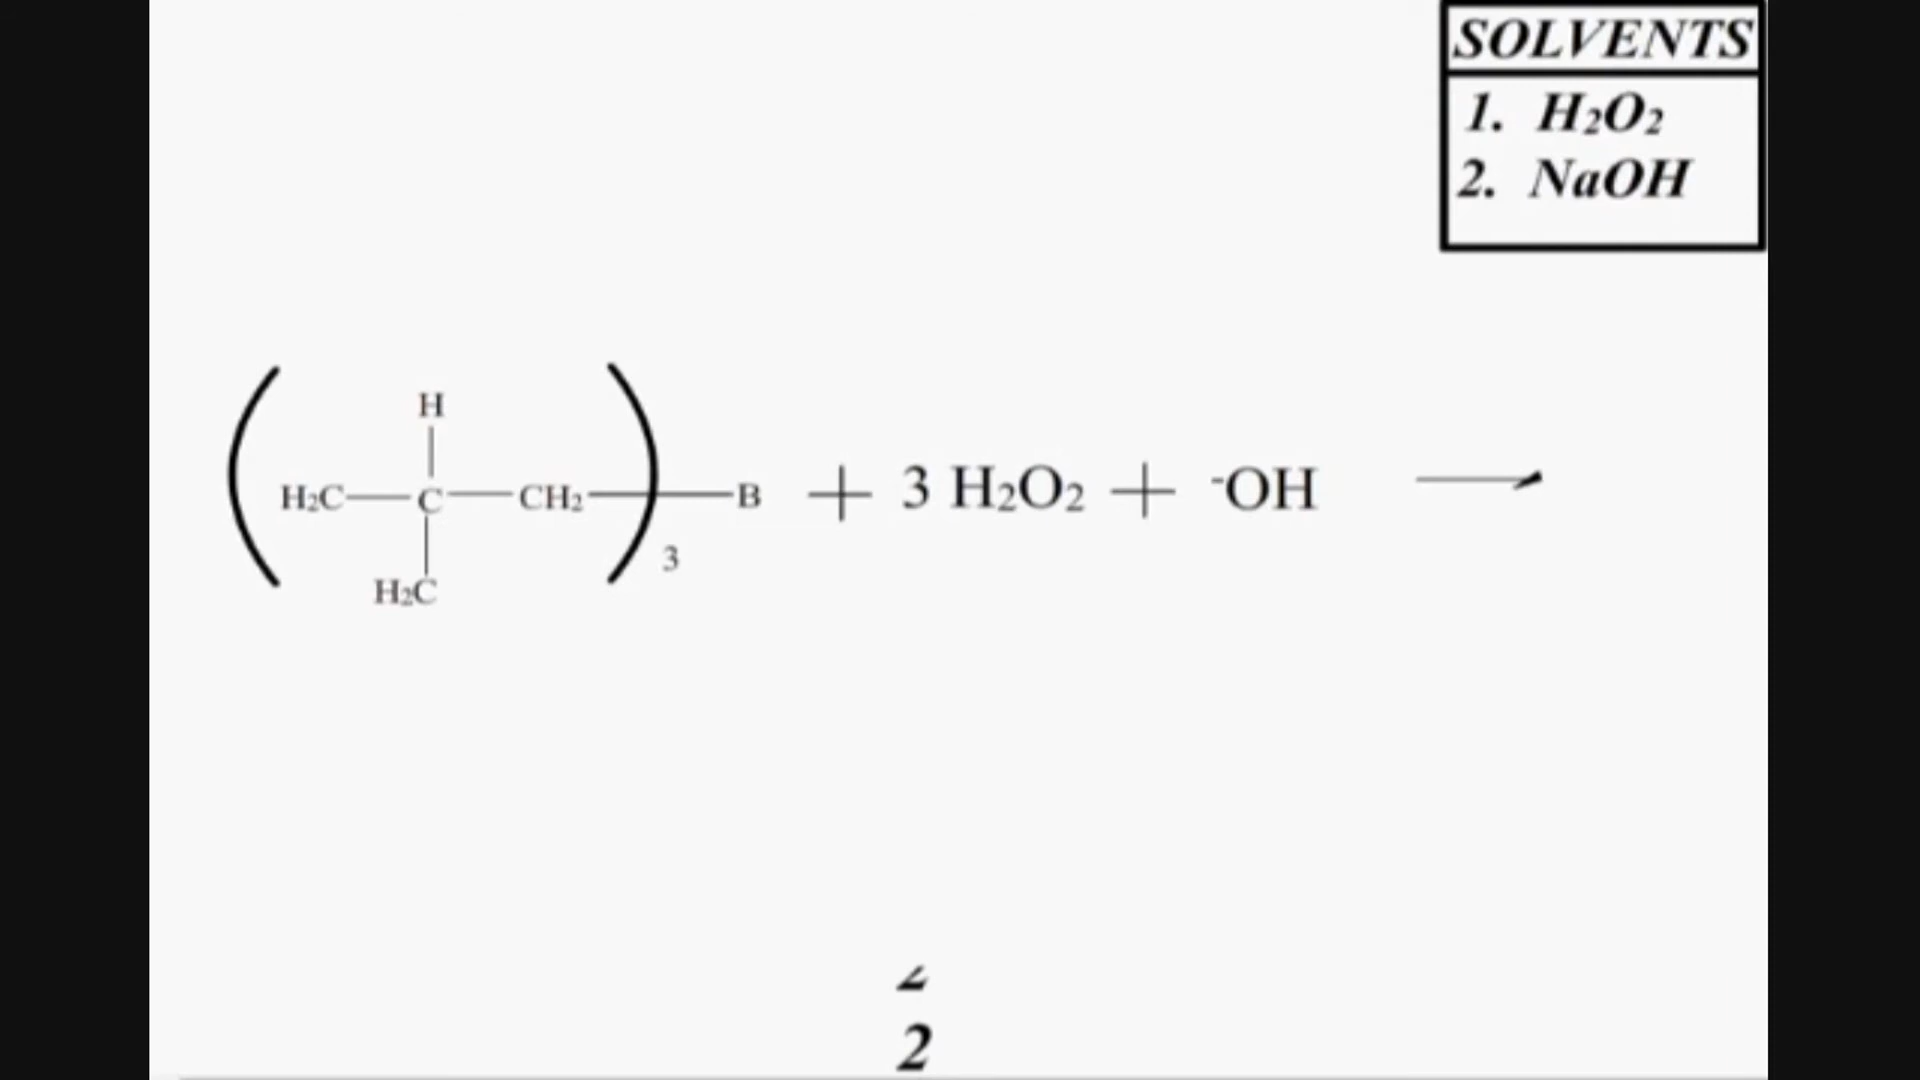 SOLVENTS
1. H₂O₂
2. NaOH
H
H₂C C CH₂ B + 3 H₂O₂ + ⁻OH
3
H₂C
2